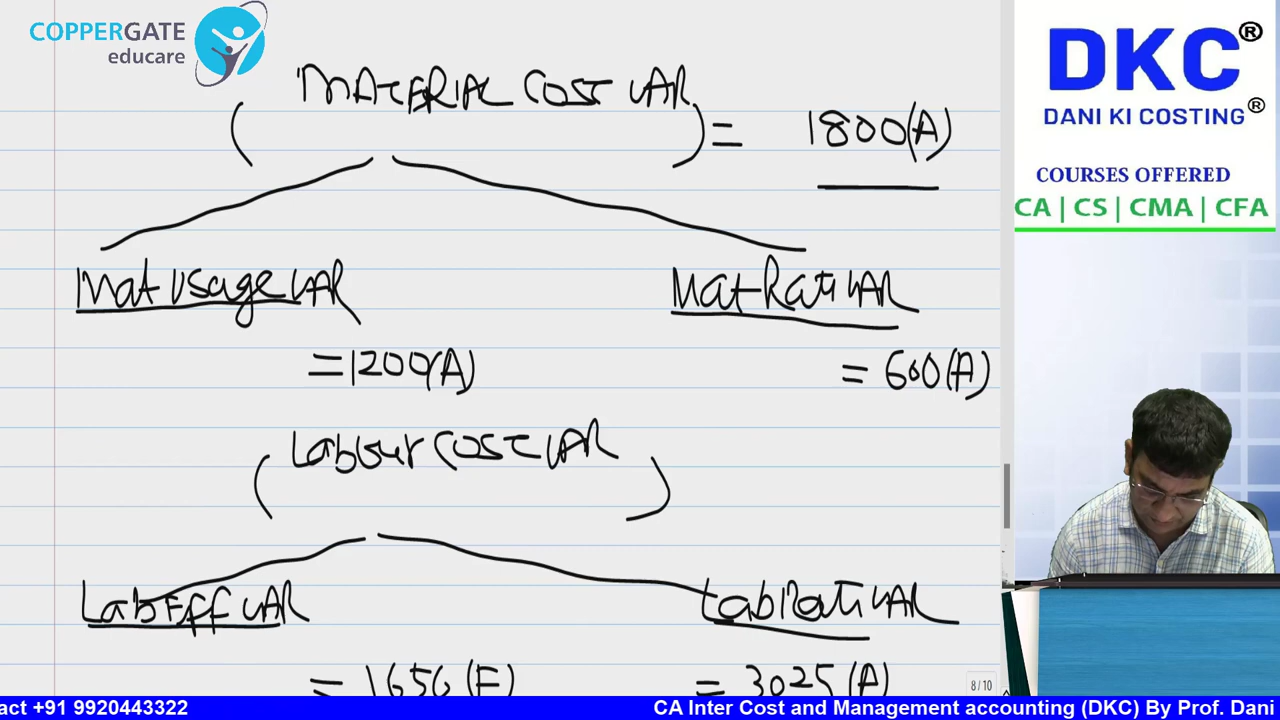 COPPERGATE
educare
MATERIAL COST VAR
( ) = 1800(A)
Mat Usage VAR
= 1200(A)
Mat Rate VAR
= 600(A)
(Labour Cost VAR)
Lab Eff VAR
Lab Rate VAR
= 3025(A)
8/10
DKC®
DANI KI COSTING®
COURSES OFFERED
CA | CS | CMA | CFA
act +91 9920443322
CA Inter Cost and Management accounting (DKC) By Prof. Dani